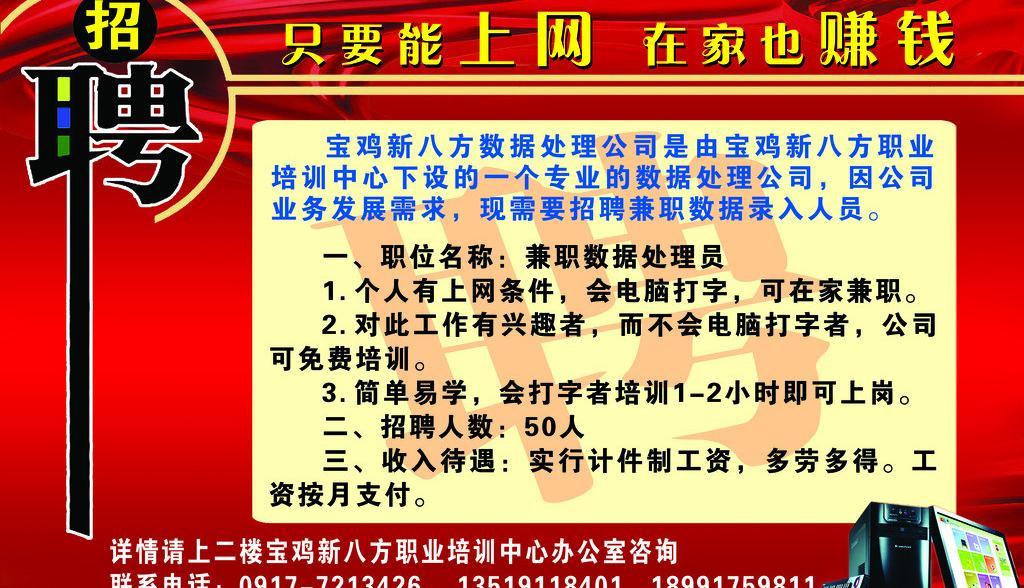 招聘
只要能上网 在家也赚钱
宝鸡新八方数据处理公司是由宝鸡新八方职业
培训中心下设的一个专业的数据处理公司，因公司
业务发展需求，现需要招聘兼职数据录入人员。
一、职位名称：兼职数据处理员
1.个人有上网条件，会电脑打字，可在家兼职。
2.对此工作有兴趣者，而不会电脑打字者，公司
可免费培训。
3.简单易学，会打字者培训1-2小时即可上岗。
二、招聘人数：50人
三、收入待遇：实行计件制工资，多劳多得。工
资按月支付。
详情请上二楼宝鸡新八方职业培训中心办公室咨询
联系电话：0917-7213426 13519118401 18991759811